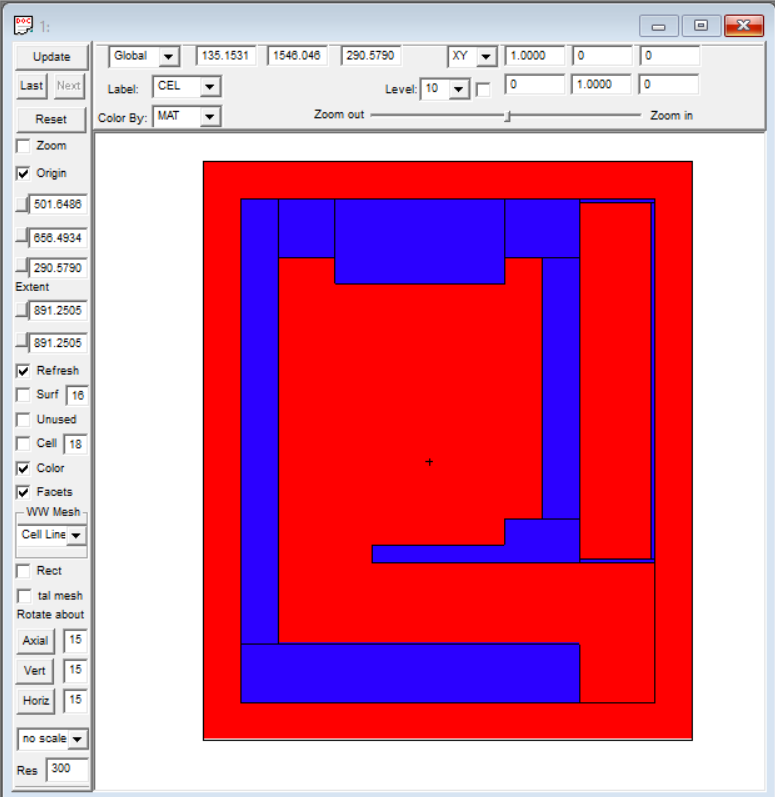 DOC 1:
Update Global 135.1531 1546.046 290.5790 XY 1.0000 0 0
Last Next Label: CEL Level: 10 0 1.0000 0
Reset Color By: MAT Zoom out Zoom in
Zoom
Origin
501.6486
656.4934
290.5790
Extent
891.2505
891.2505
Refresh
Surf 16
Unused
Cell 18
Color
Facets
WW Mesh
Cell Line
Rect
tal mesh
Rotate about
Axial 15
Vert 15
Horiz 15
no scale
Res 300